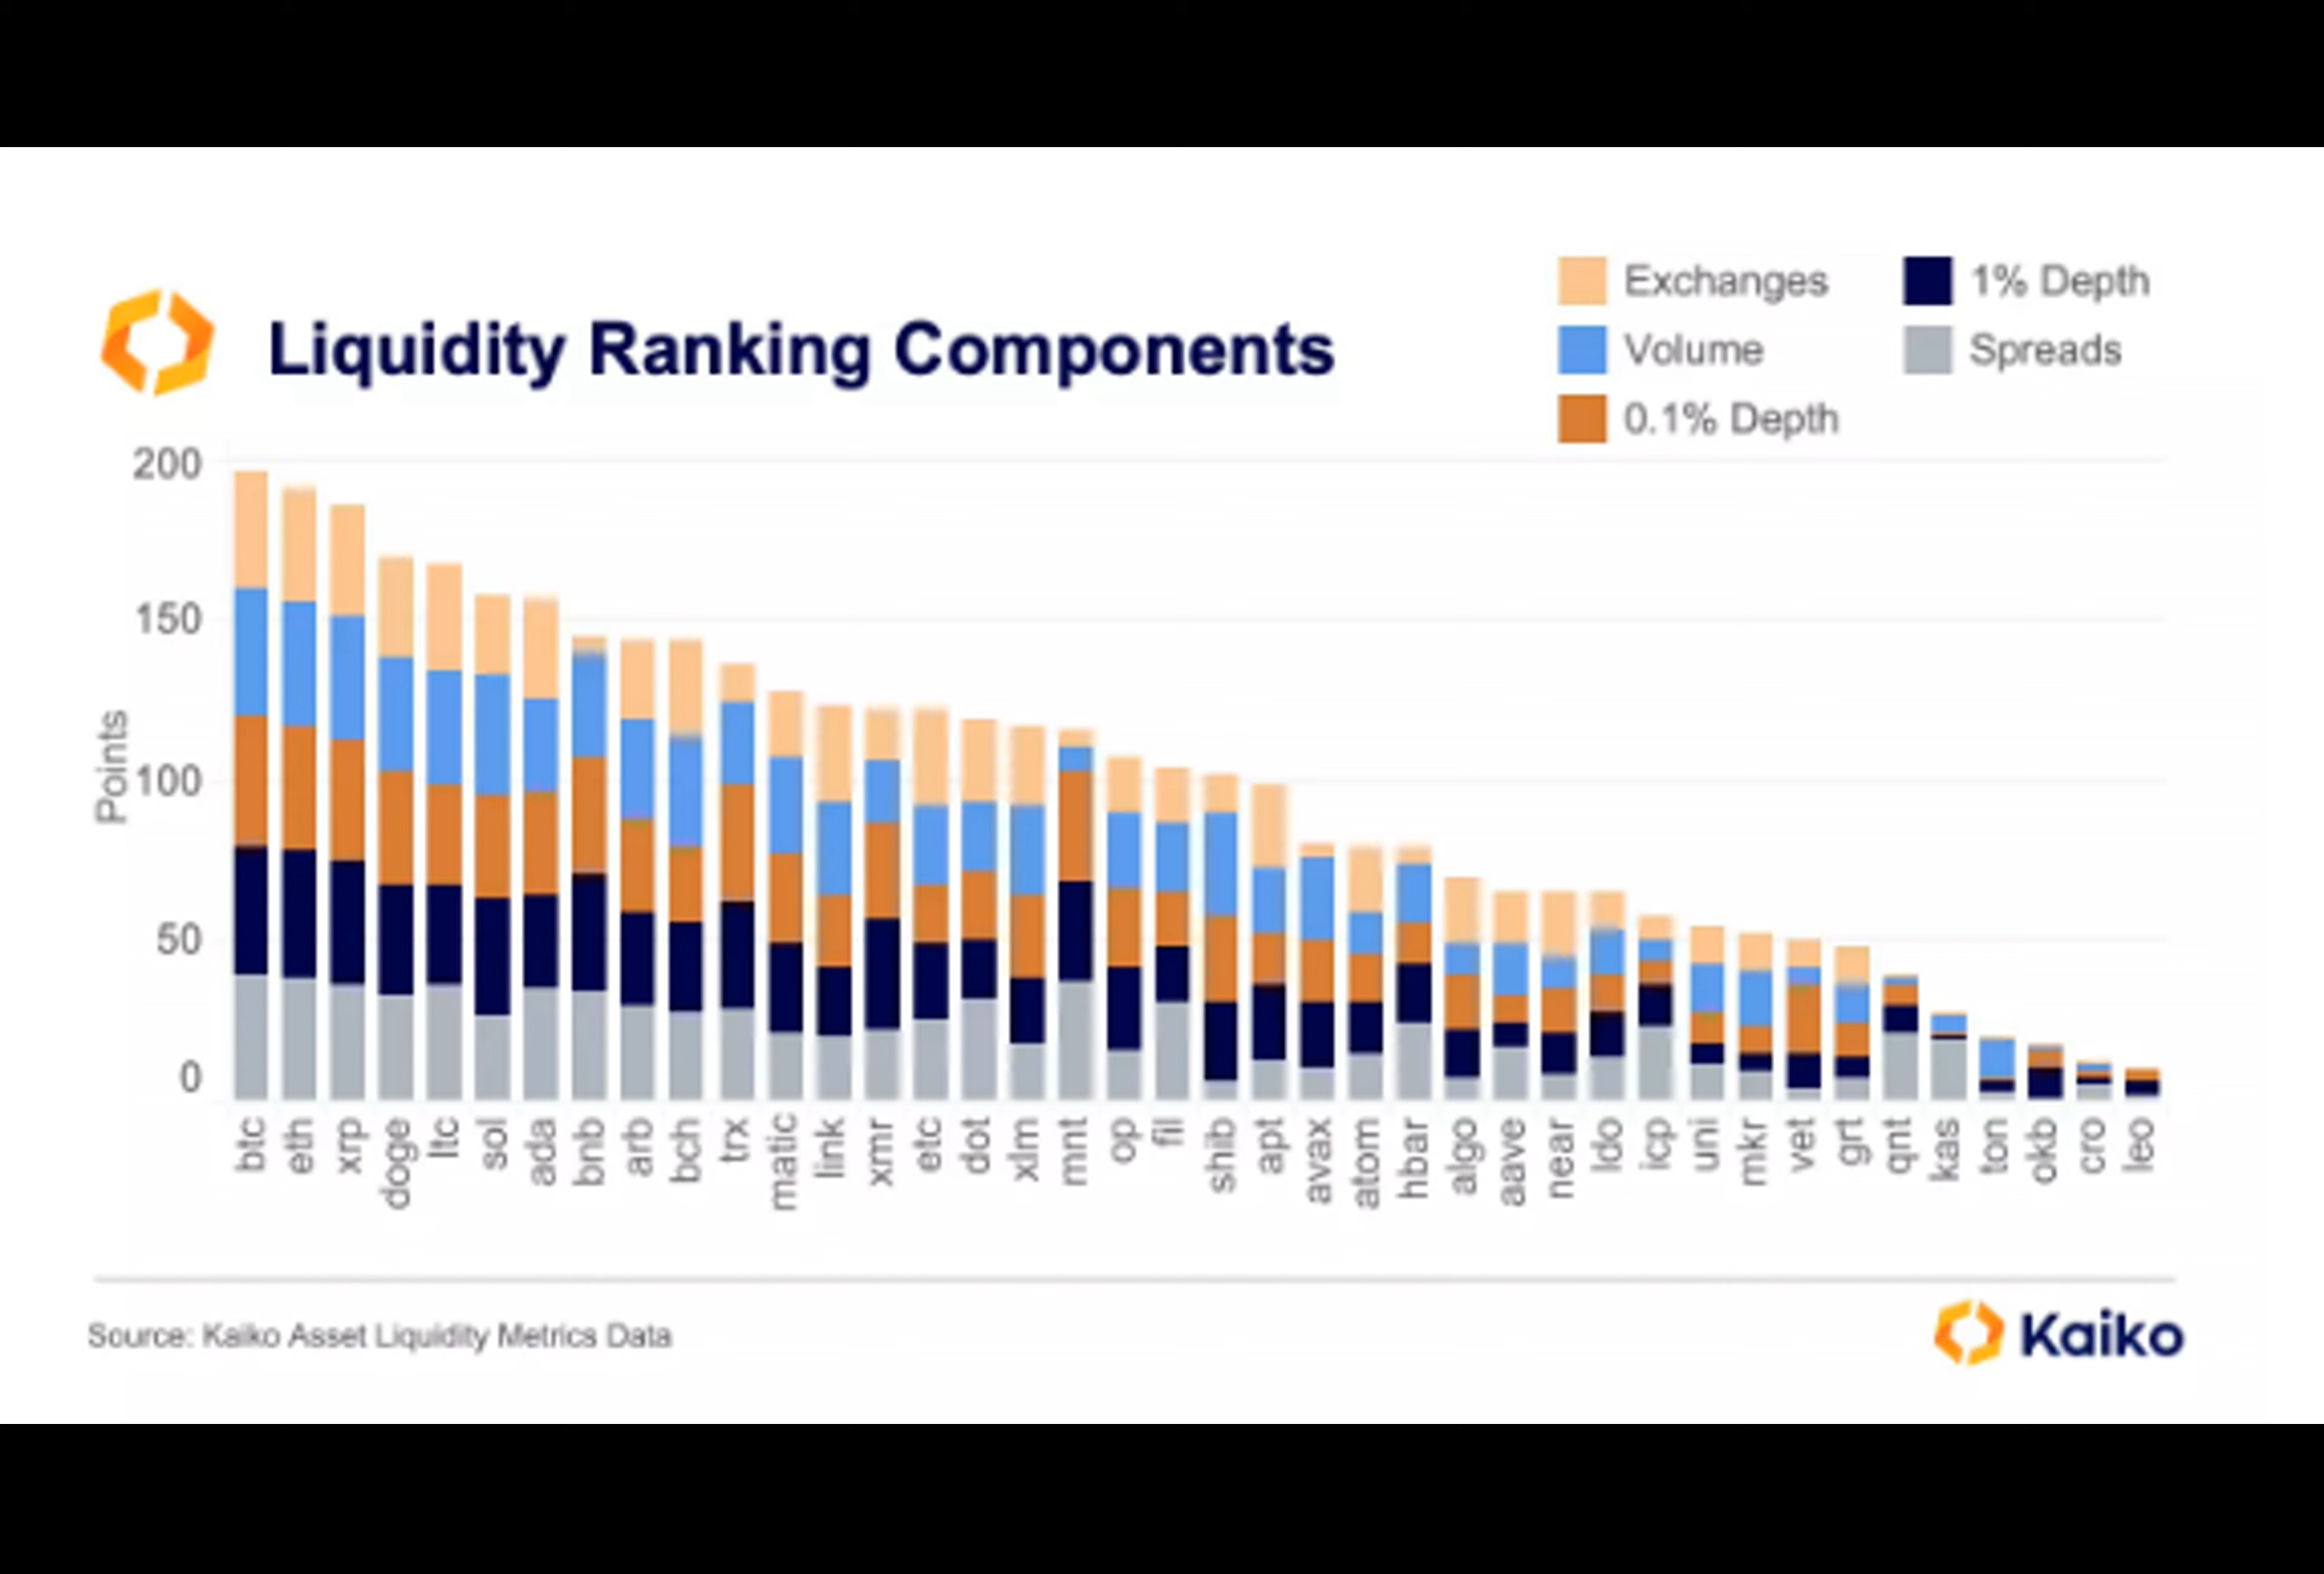 Liquidity Ranking Components
Exchanges
1% Depth
Volume
Spreads
0.1% Depth
Points
200
150
100
50
0
btc
eth
xrp
doge
ltc
sol
ada
bnb
arb
bch
trx
matic
link
xmr
etc
dot
xlm
mnt
op
fil
shib
apt
avax
atom
hbar
algo
aave
near
ldo
icp
uni
mkr
vet
grt
qnt
kas
ton
okb
cro
leo
Source: Kaiko Asset Liquidity Metrics Data
Kaiko